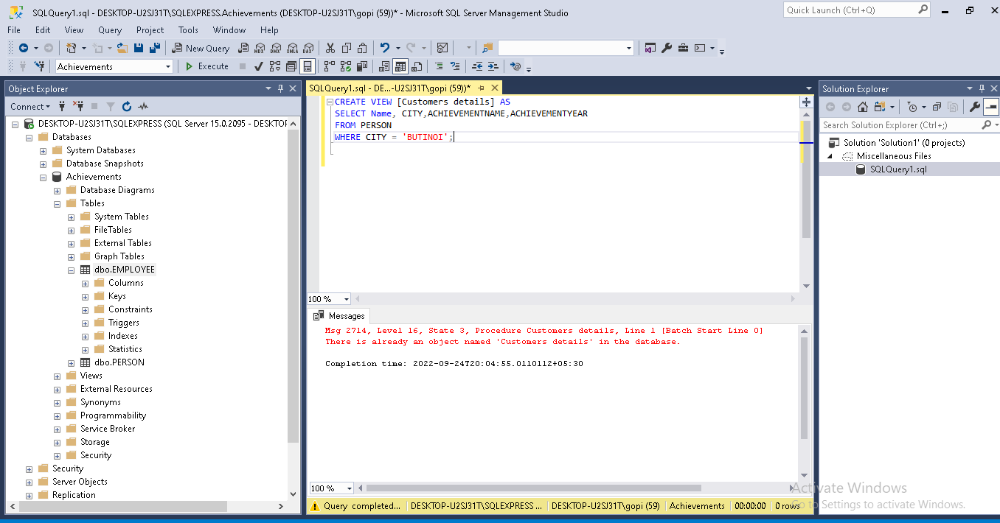 SQLQuery1.sql - DESKTOP-U2SJ31T\SQLEXPRESS.Achievements (DESKTOP-U2SJ31T\gopi (59))* - Microsoft SQL Server Management Studio
Quick Launch (Ctrl+Q)
File Edit View Query Project Tools Window Help
New Query MDX DMX XMLA DAX
Achievements Execute
Object Explorer
Connect
DESKTOP-U2SJ31T\SQLEXPRESS (SQL Server 15.0.2095 - DESKTOP
Databases
System Databases
Database Snapshots
Achievements
Database Diagrams
Tables
System Tables
FileTables
External Tables
Graph Tables
dbo.EMPLOYEE
Columns
Keys
Constraints
Triggers
Indexes
Statistics
dbo.PERSON
Views
External Resources
Synonyms
Programmability
Service Broker
Storage
Security
Security
Server Objects
Replication
SQLQuery1.sql - DE...-U2SJ31T\gopi (59))*
CREATE VIEW [Customers details] AS
SELECT Name, CITY,ACHIEVEMENTNAME,ACHIEVEMENTYEAR
FROM PERSON
WHERE CITY = 'BUTINOI';
100 %
Messages
Msg 2714, Level 16, State 3, Procedure Customers details, Line 1 [Batch Start Line 0]
There is already an object named 'Customers details' in the database.
Completion time: 2022-09-24T20:04:55.0110112+05:30
100 %
Query completed... DESKTOP-U2SJ31T\SQLEXPRESS ... DESKTOP-U2SJ31T\gopi (59) Achievements 00:00:00 0 rows
Solution Explorer
Search Solution Explorer (Ctrl+;)
Solution 'Solution1' (0 projects)
Miscellaneous Files
SQLQuery1.sql
Activate Windows
Go to Settings to activate Windows.